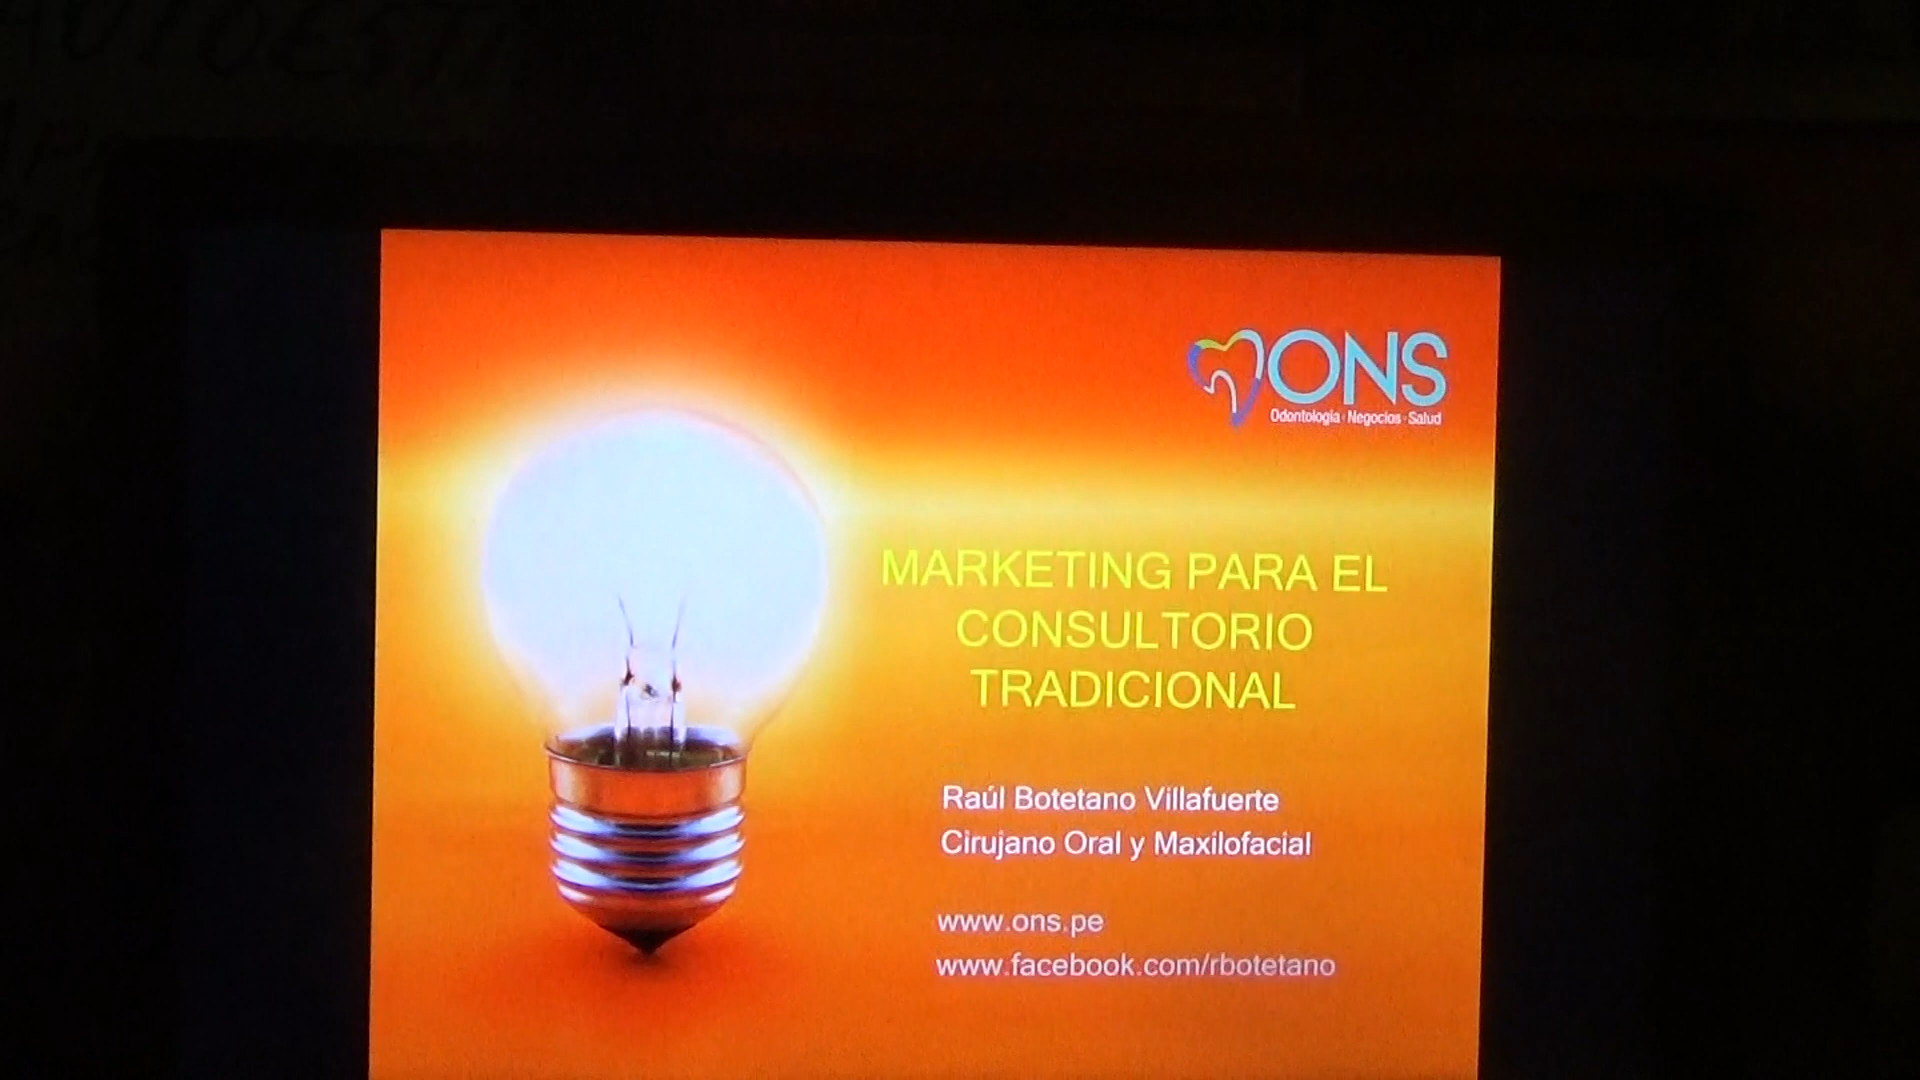 ONS
Odontología · Negocios · Salud
MARKETING PARA EL
CONSULTORIO
TRADICIONAL
Raúl Botetano Villafuerte
Cirujano Oral y Maxilofacial
www.ons.pe
www.facebook.com/rbotetano